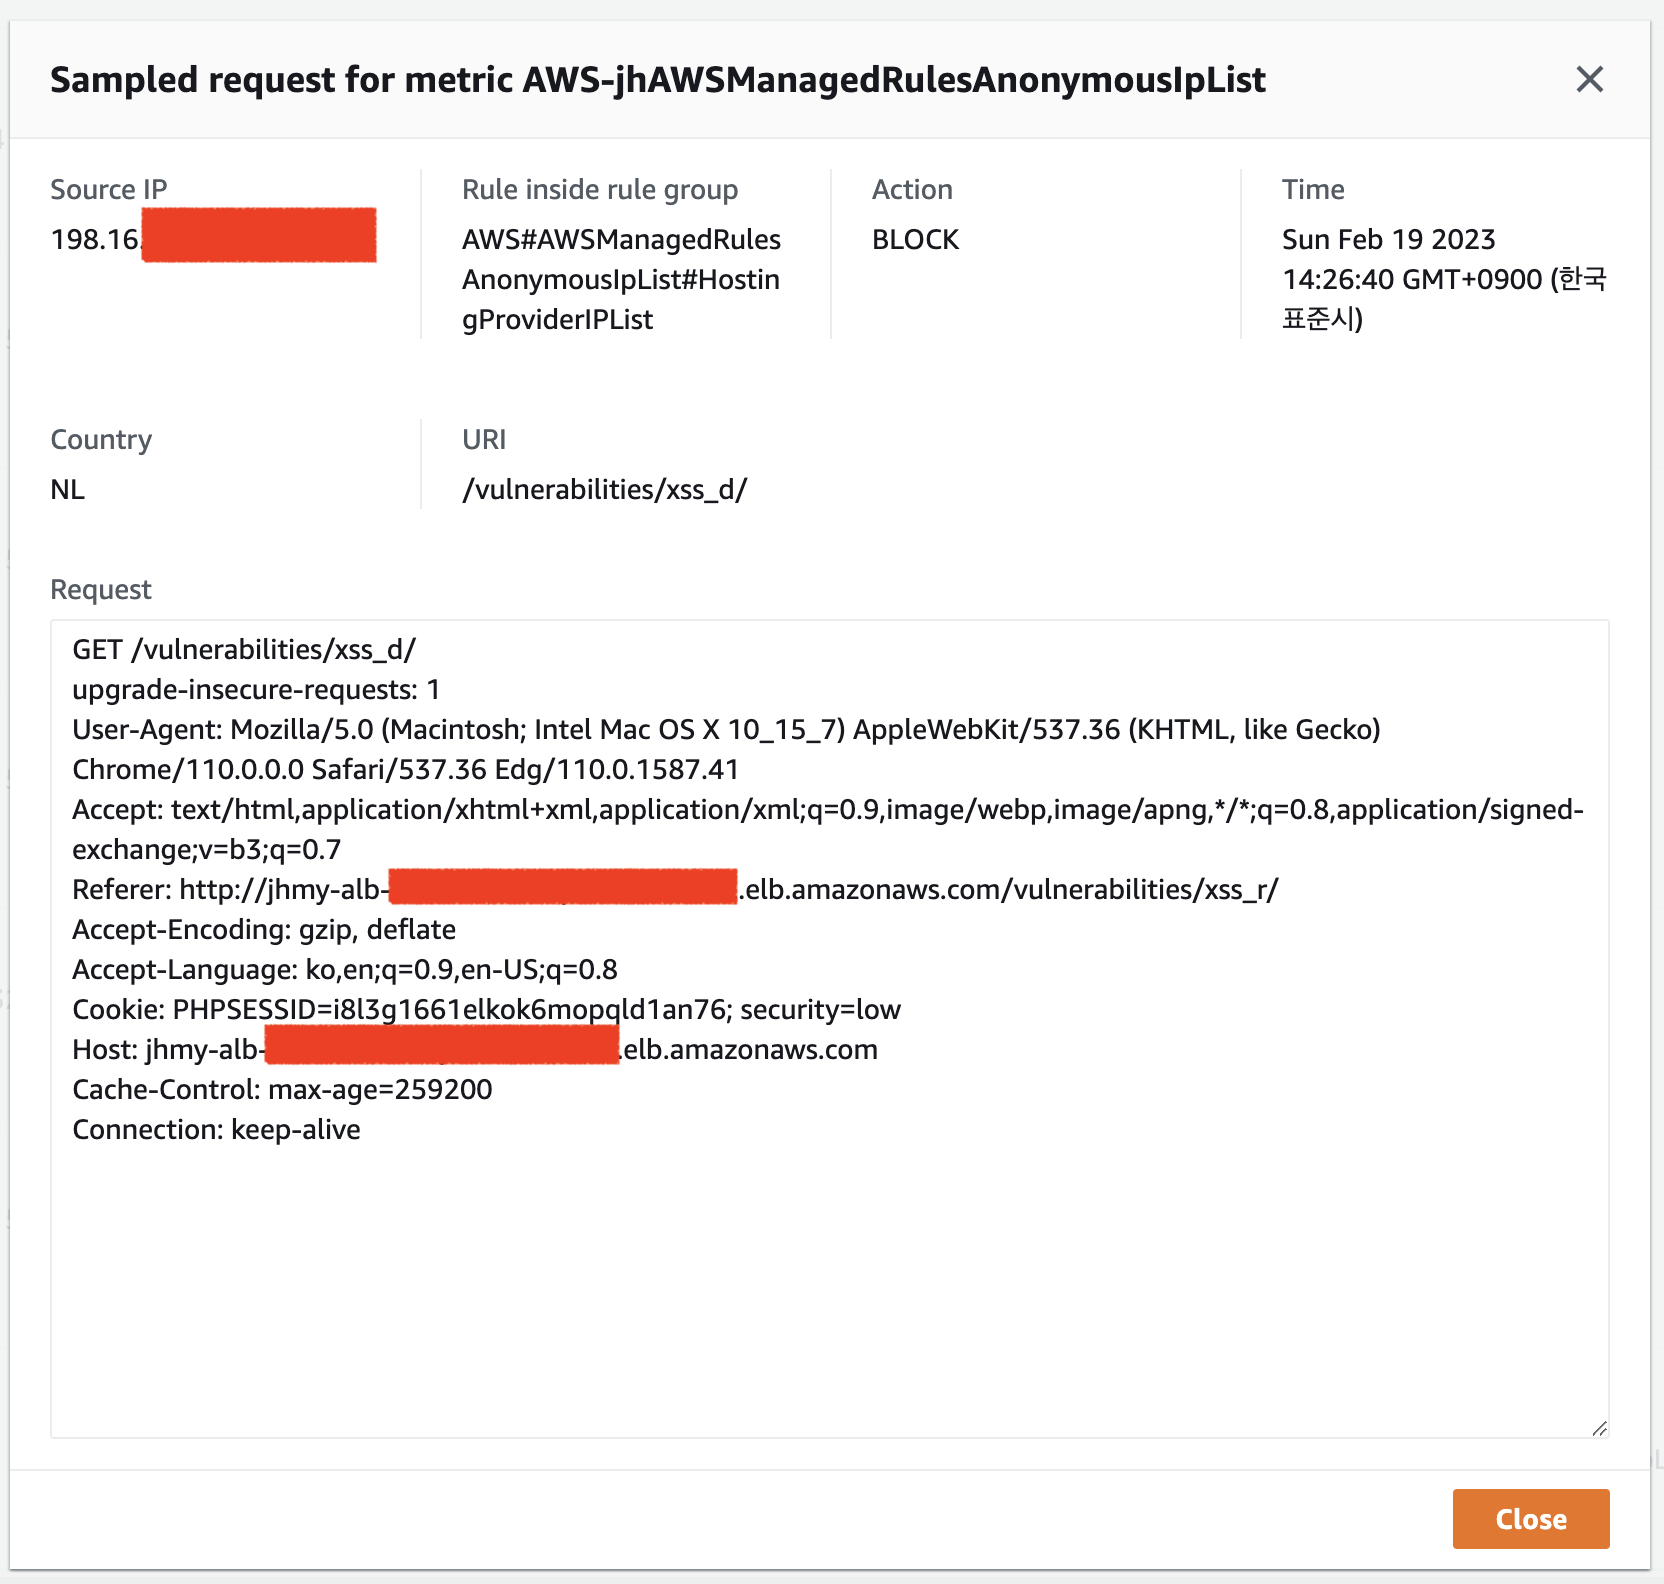 Sampled request for metric AWS-jhAWSManagedRulesAnonymousIpList
Source IP
198.16.
Rule inside rule group
AWS#AWSManagedRules
AnonymousIpList#Hostin
gProviderIPList
Action
BLOCK
Time
Sun Feb 19 2023
14:26:40 GMT+0900 (한국
표준시)
Country
NL
URI
/vulnerabilities/xss_d/
Request
GET /vulnerabilities/xss_d/
upgrade-insecure-requests: 1
User-Agent: Mozilla/5.0 (Macintosh; Intel Mac OS X 10_15_7) AppleWebKit/537.36 (KHTML, like Gecko)
Chrome/110.0.0.0 Safari/537.36 Edg/110.0.1587.41
Accept: text/html,application/xhtml+xml,application/xml;q=0.9,image/webp,image/apng,*/*;q=0.8,application/signed-
exchange;v=b3;q=0.7
Referer: http://jhmy-alb-.elb.amazonaws.com/vulnerabilities/xss_r/
Accept-Encoding: gzip, deflate
Accept-Language: ko,en;q=0.9,en-US;q=0.8
Cookie: PHPSESSID=i8l3g1661elkok6mopqld1an76; security=low
Host: jhmy-alb-.elb.amazonaws.com
Cache-Control: max-age=259200
Connection: keep-alive
Close